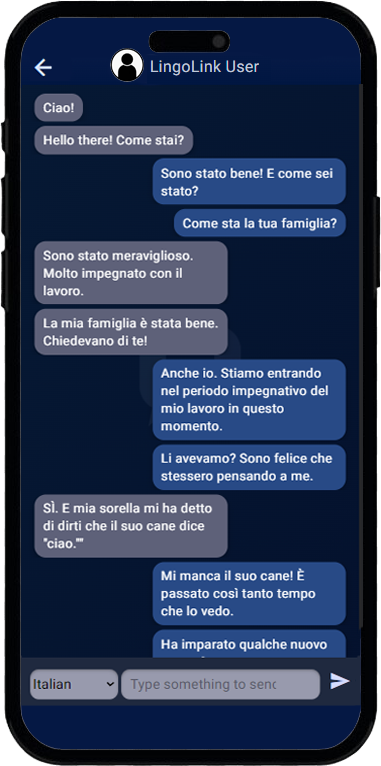 LingoLink User
Ciao!
Hello there! Come stai?
Sono stato bene! E come sei
stato?
Come sta la tua famiglia?
Sono stato meraviglioso.
Molto impegnato con il
lavoro.
La mia famiglia è stata bene.
Chiedevano di te!
Anche io. Stiamo entrando
nel periodo impegnativo del
mio lavoro in questo
momento.
Li avevamo? Sono felice che
stessero pensando a me.
SÌ. E mia sorella mi ha detto
di dirti che il suo cane dice
"ciao.""
Mi manca il suo cane! È
passato così tanto tempo
che lo vedo.
Ha imparato qualche nuovo
Italian
Type something to send